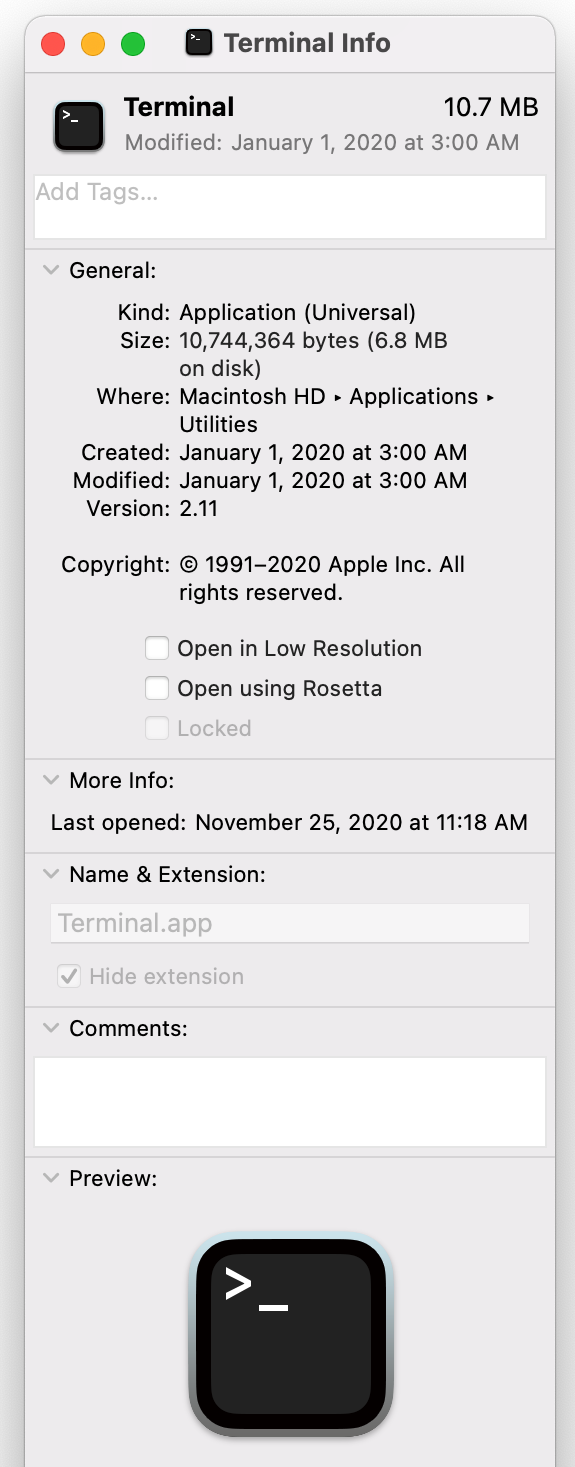 Terminal Info
Terminal 10.7 MB
Modified: January 1, 2020 at 3:00 AM
Add Tags...
General:
Kind: Application (Universal)
Size: 10,744,364 bytes (6.8 MB
on disk)
Where: Macintosh HD ▸ Applications ▸
Utilities
Created: January 1, 2020 at 3:00 AM
Modified: January 1, 2020 at 3:00 AM
Version: 2.11
Copyright: © 1991–2020 Apple Inc. All
rights reserved.
Open in Low Resolution
Open using Rosetta
Locked
More Info:
Last opened: November 25, 2020 at 11:18 AM
Name & Extension:
Terminal.app
Hide extension
Comments:
Preview:
>_